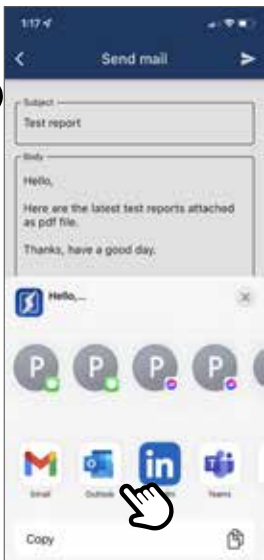 1:17
Send mail
Subject
Test report
Body
Hello,
Here are the latest test reports attached
as pdf file.
Thanks, have a good day.
Hello,...
P P P P
in
Gmail Outlook Teams
Copy